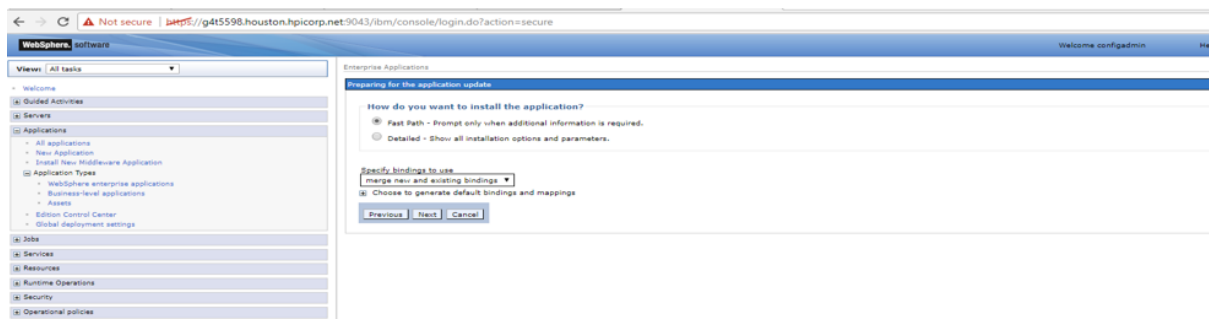 Not secure | https://g4t5598.houston.hpicorp.net:9043/ibm/console/login.do?action=secure
WebSphere. software
Welcome configadmin
He
View: All tasks
Welcome
Guided Activities
Servers
Applications
All applications
New Application
Install New Middleware Application
Application Types
WebSphere enterprise applications
Business-level applications
Assets
Edition Control Center
Global deployment settings
Jobs
Services
Resources
Runtime Operations
Security
Operational policies
Enterprise Applications
Preparing for the application update
How do you want to install the application?
Fast Path - Prompt only when additional information is required.
Detailed - Show all installation options and parameters.
Specify bindings to use
merge new and existing bindings
Choose to generate default bindings and mappings
Previous Next Cancel